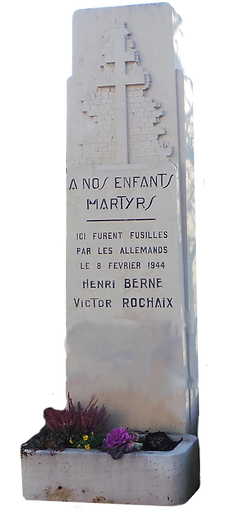 A NOS ENFANTS
MARTYRS
ICI FURENT FUSILLES
PAR LES ALLEMANDS
LE 8 FEVRIER 1944
HENRI BERNE
VICTOR ROCHAIX